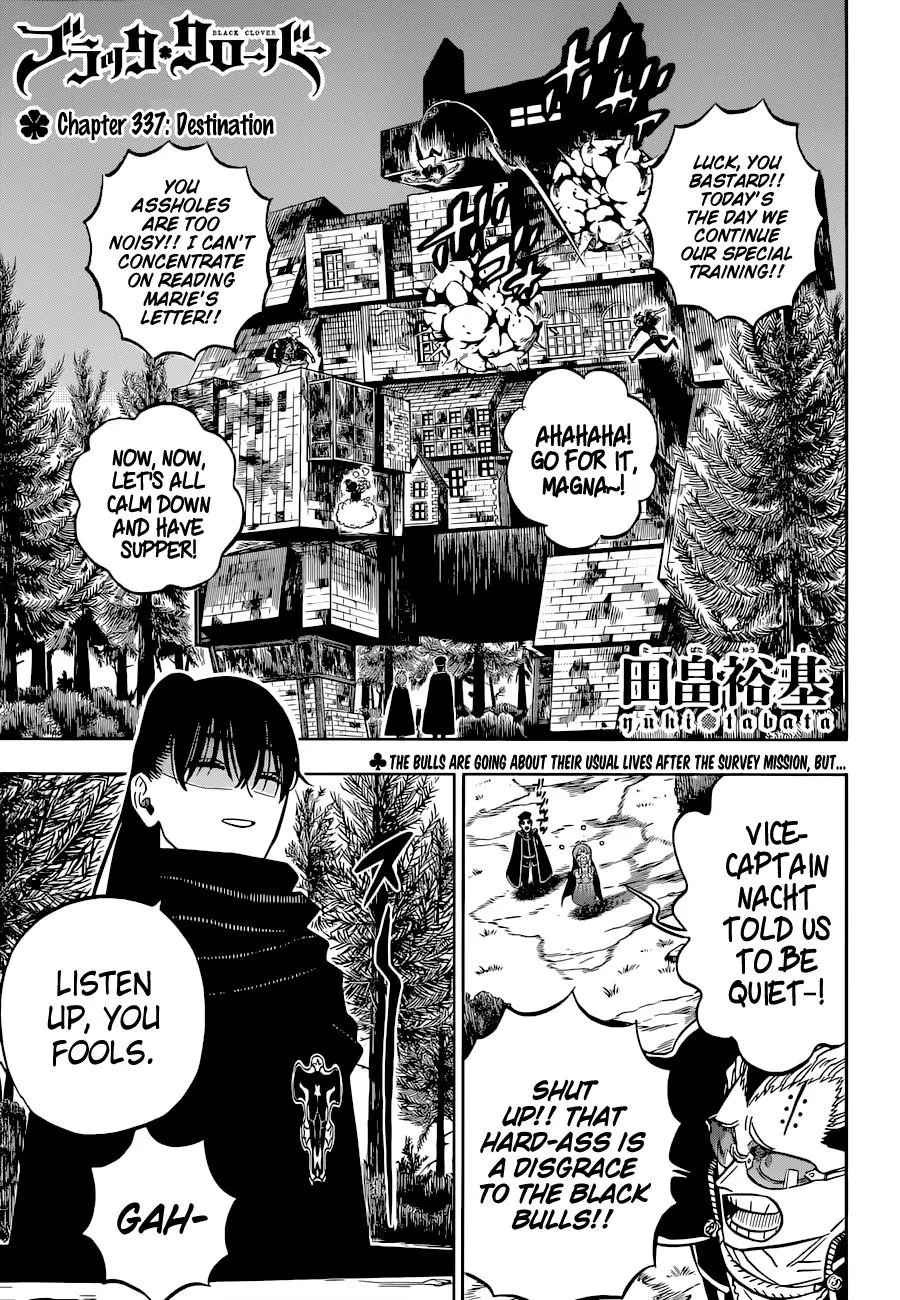 ブラック・クローバー
BLACK CLOVER
Chapter 337: Destination
LUCK, YOU
BASTARD!!
TODAY'S
THE DAY WE
CONTINUE
OUR SPECIAL
TRAINING!!
YOU
ASSHOLES
ARE TOO
NOISY!! I CAN'T
CONCENTRATE
ON READING
MARIE'S
LETTER!!
AHAHAHA!
GO FOR IT,
MAGNA~!
NOW, NOW,
LET'S ALL
CALM DOWN
AND HAVE
SUPPER!
田畠裕基
yūki tabata
THE BULLS ARE GOING ABOUT THEIR USUAL LIVES AFTER THE SURVEY MISSION, BUT...
VICE-
CAPTAIN
NACHT
TOLD US
TO BE
QUIET-!
SHUT
UP!! THAT
HARD-ASS IS
A DISGRACE
TO THE BLACK
BULLS!!
LISTEN
UP, YOU
FOOLS.
GAH-